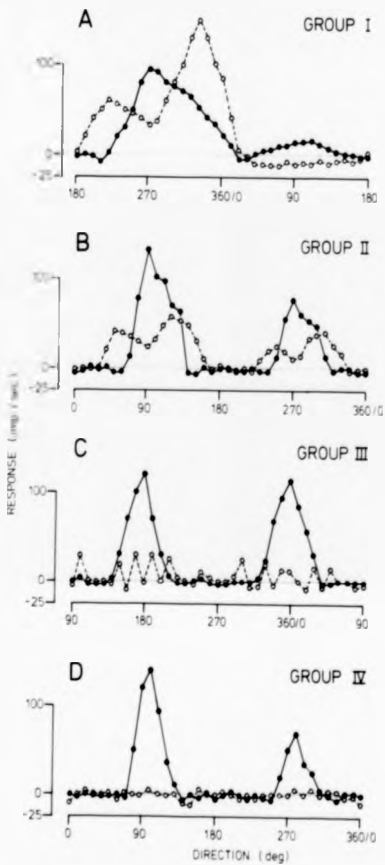 A GROUP I
100
0
-25
180 270 360/0 90 180
B GROUP II
100
0
-25
0 90 180 270 360/0
RESPONSE (imp / sec)
C GROUP III
100
0
-25
90 180 270 360/0 90
D GROUP IV
100
0
-25
0 90 180 270 360/0
DIRECTION (deg)